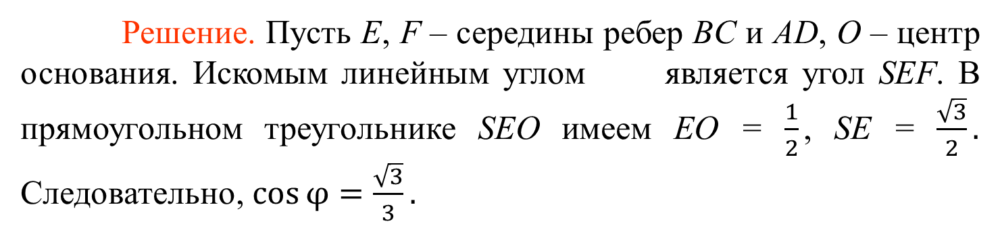 Решение. Пусть E, F – середины ребер BC и AD, O – центр
основания. Искомым линейным углом является угол SEF. В
прямоугольном треугольнике SEO имеем EO = \frac{1}{2}, SE = \frac{\sqrt{3}}{2}.
Следовательно, cos φ = \frac{\sqrt{3}}{3}.